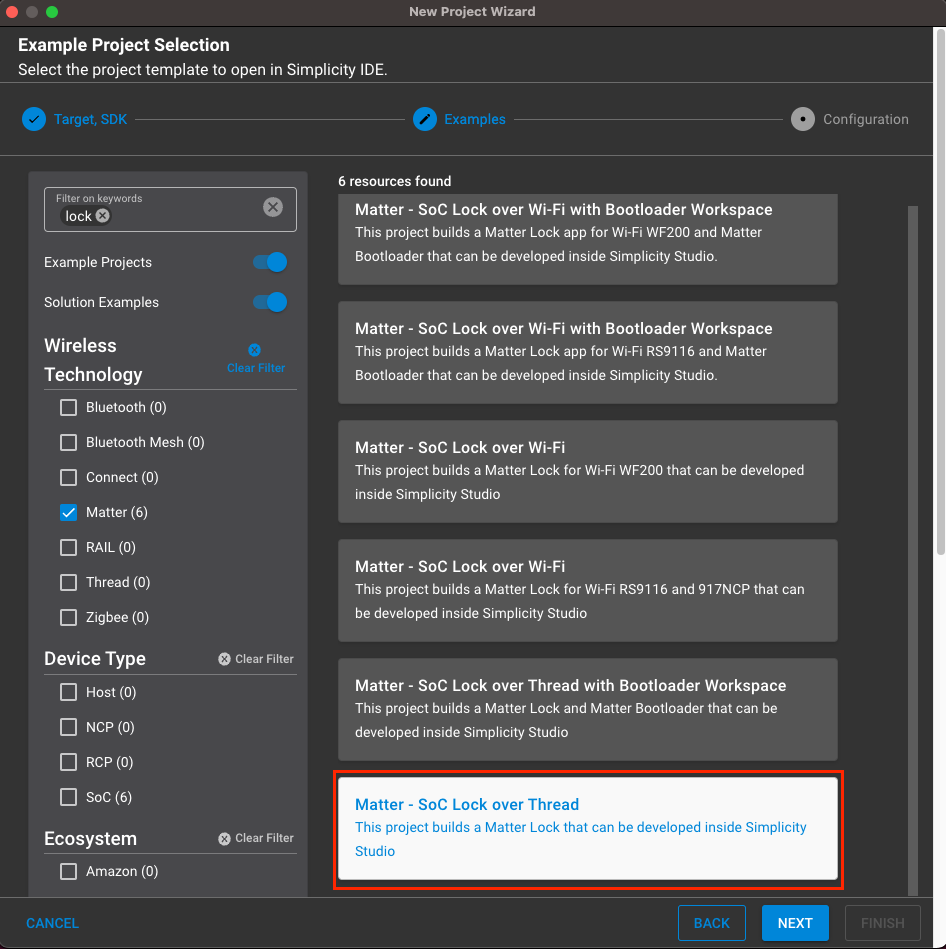 New Project Wizard
Example Project Selection
Select the project template to open in Simplicity IDE.
Target, SDK
Examples
Configuration
Filter on keywords
lock
Example Projects
Solution Examples
Wireless
Technology
Clear Filter
Bluetooth (0)
Bluetooth Mesh (0)
Connect (0)
Matter (6)
RAIL (0)
Thread (0)
Zigbee (0)
Device Type
Clear Filter
Host (0)
NCP (0)
RCP (0)
SoC (6)
Ecosystem
Clear Filter
Amazon (0)
6 resources found
Matter - SoC Lock over Wi-Fi with Bootloader Workspace
This project builds a Matter Lock app for Wi-Fi WF200 and Matter
Bootloader that can be developed inside Simplicity Studio.
Matter - SoC Lock over Wi-Fi with Bootloader Workspace
This project builds a Matter Lock app for Wi-Fi RS9116 and Matter
Bootloader that can be developed inside Simplicity Studio.
Matter - SoC Lock over Wi-Fi
This project builds a Matter Lock for Wi-Fi WF200 that can be developed
inside Simplicity Studio
Matter - SoC Lock over Wi-Fi
This project builds a Matter Lock for Wi-Fi RS9116 and 917NCP that can
be developed inside Simplicity Studio
Matter - SoC Lock over Thread with Bootloader Workspace
This project builds a Matter Lock and Matter Bootloader that can be
developed inside Simplicity Studio
Matter - SoC Lock over Thread
This project builds a Matter Lock that can be developed inside Simplicity
Studio
CANCEL
BACK
NEXT
FINISH